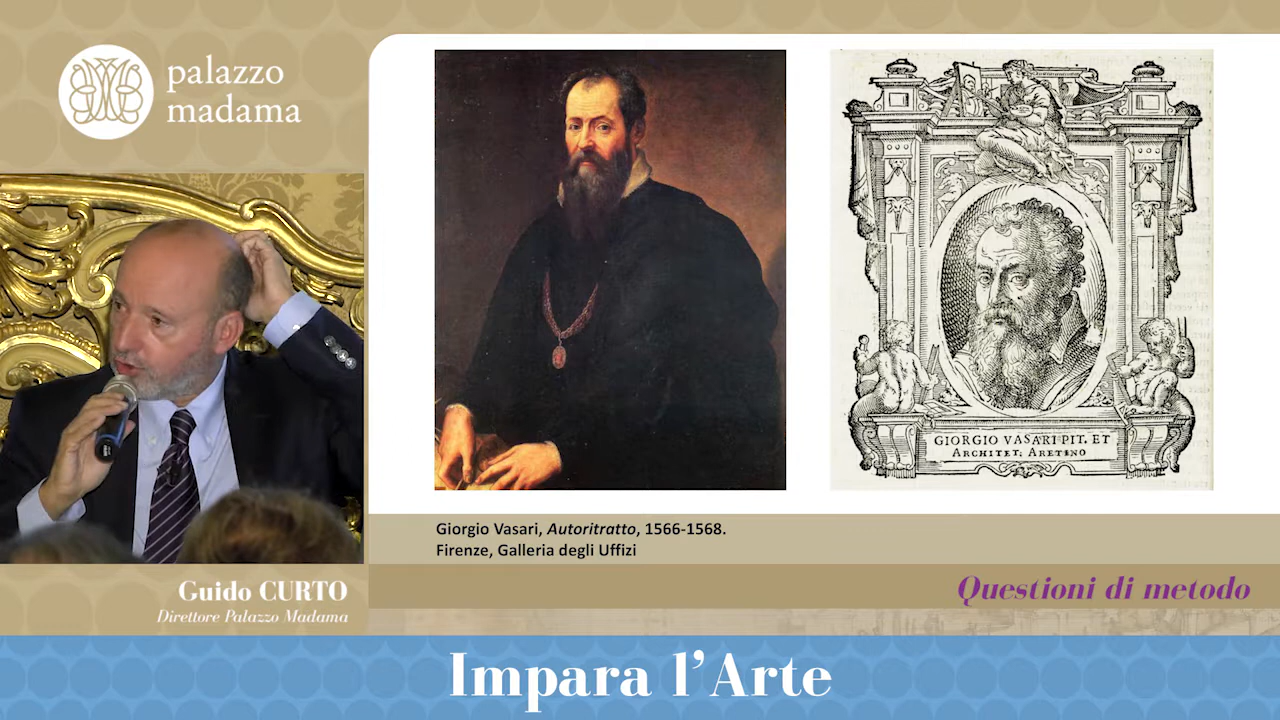 palazzo
madama
GIORGIO VASARI PIT. ET
ARCHITET. ARETINO
Giorgio Vasari, Autoritratto, 1566-1568.
Firenze, Galleria degli Uffizi
Guido CURTO
Direttore Palazzo Madama
Questioni di metodo
Impara l’Arte